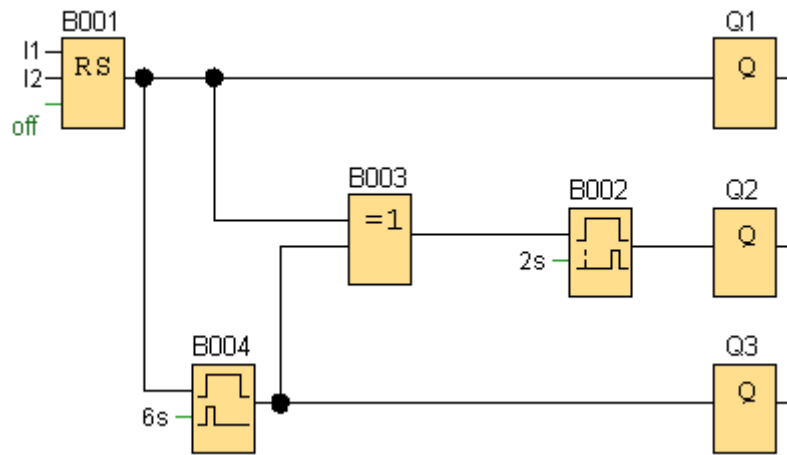 B001
Q1
I1
RS
I2
Q
off
B003
B002
Q2
=1
Q
2s
B004
Q3
Q
6s